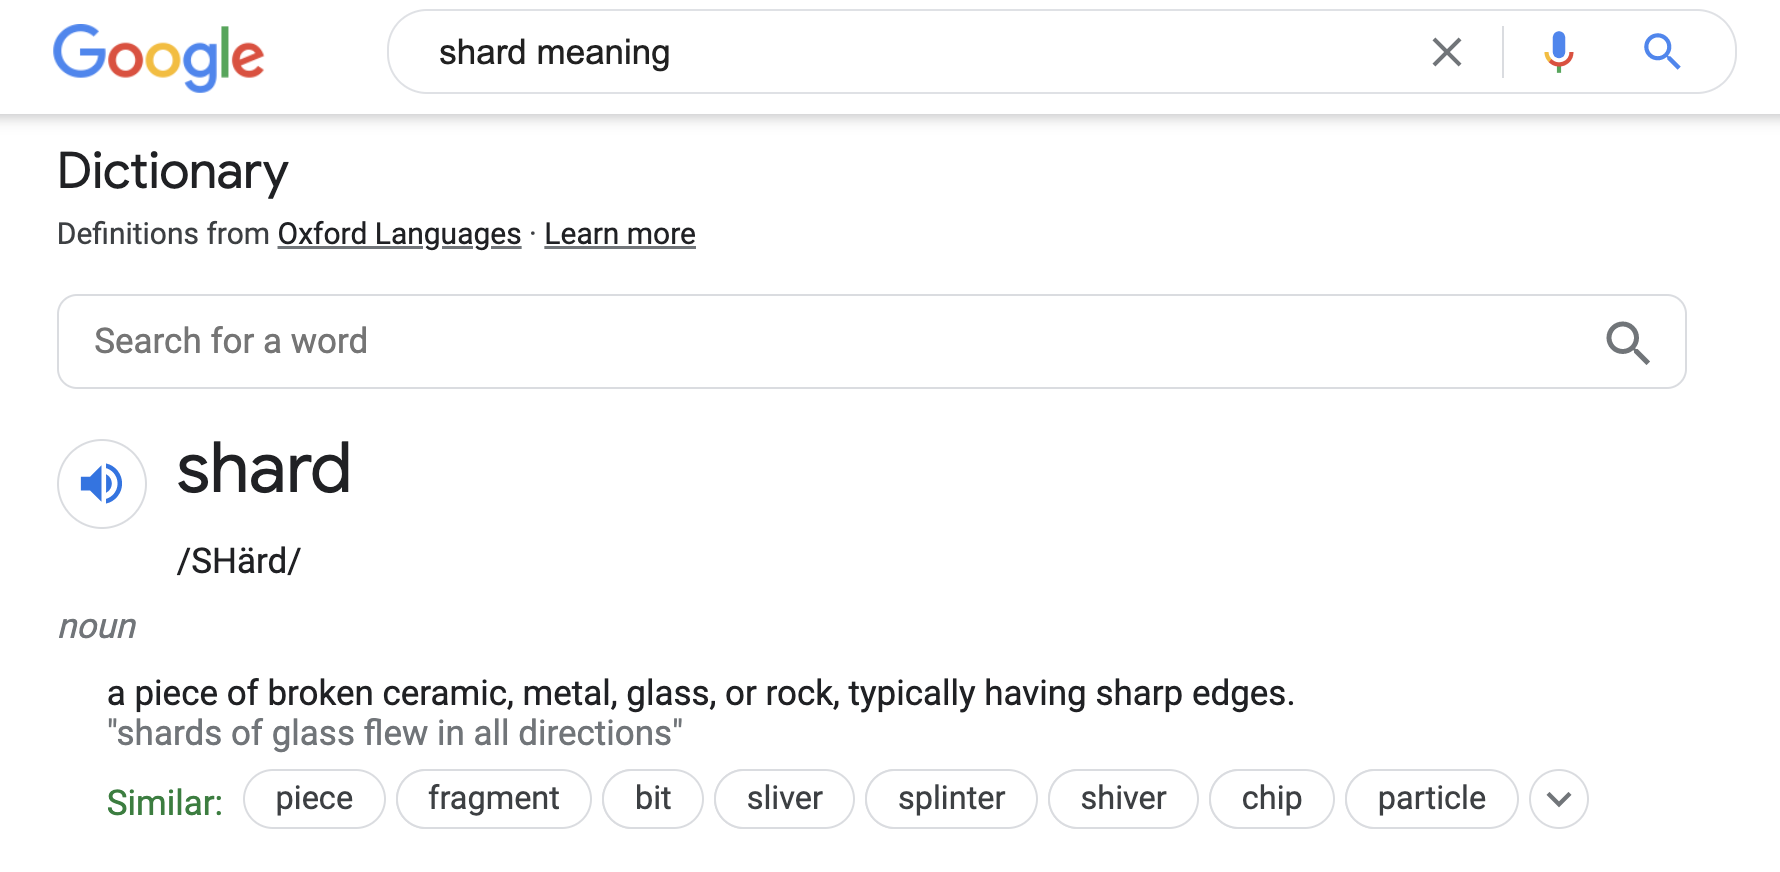 Google shard meaning
Dictionary
Definitions from Oxford Languages · Learn more
Search for a word
shard
/SHärd/
noun
a piece of broken ceramic, metal, glass, or rock, typically having sharp edges.
"shards of glass flew in all directions"
Similar: piece fragment bit sliver splinter shiver chip particle